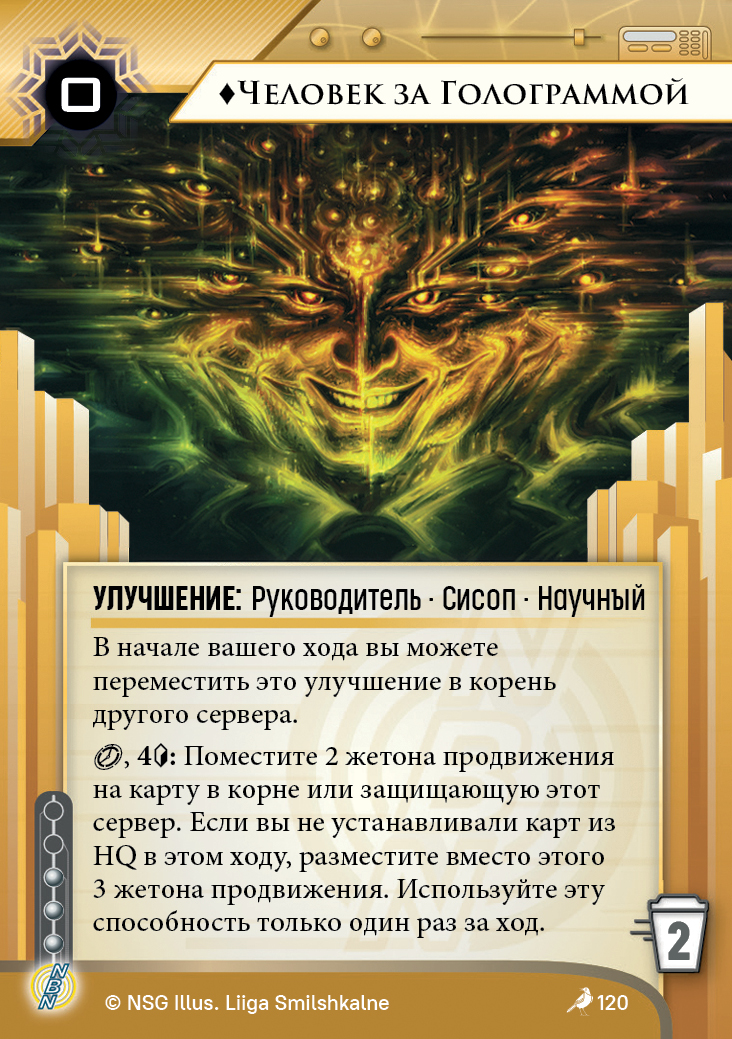 0
♦Человек за Голограммой
УЛУЧШЕНИЕ: Руководитель · Сисоп · Научный
В начале вашего хода вы можете
переместить это улучшение в корень
другого сервера.
, 4: Поместите 2 жетона продвижения
на карту в корне или защищающую этот
сервер. Если вы не устанавливали карт из
HQ в этом ходу, разместите вместо этого
3 жетона продвижения. Используйте эту
способность только один раз за ход.
2
NBN
© NSG Illus. Liiga Smilshkalne
120